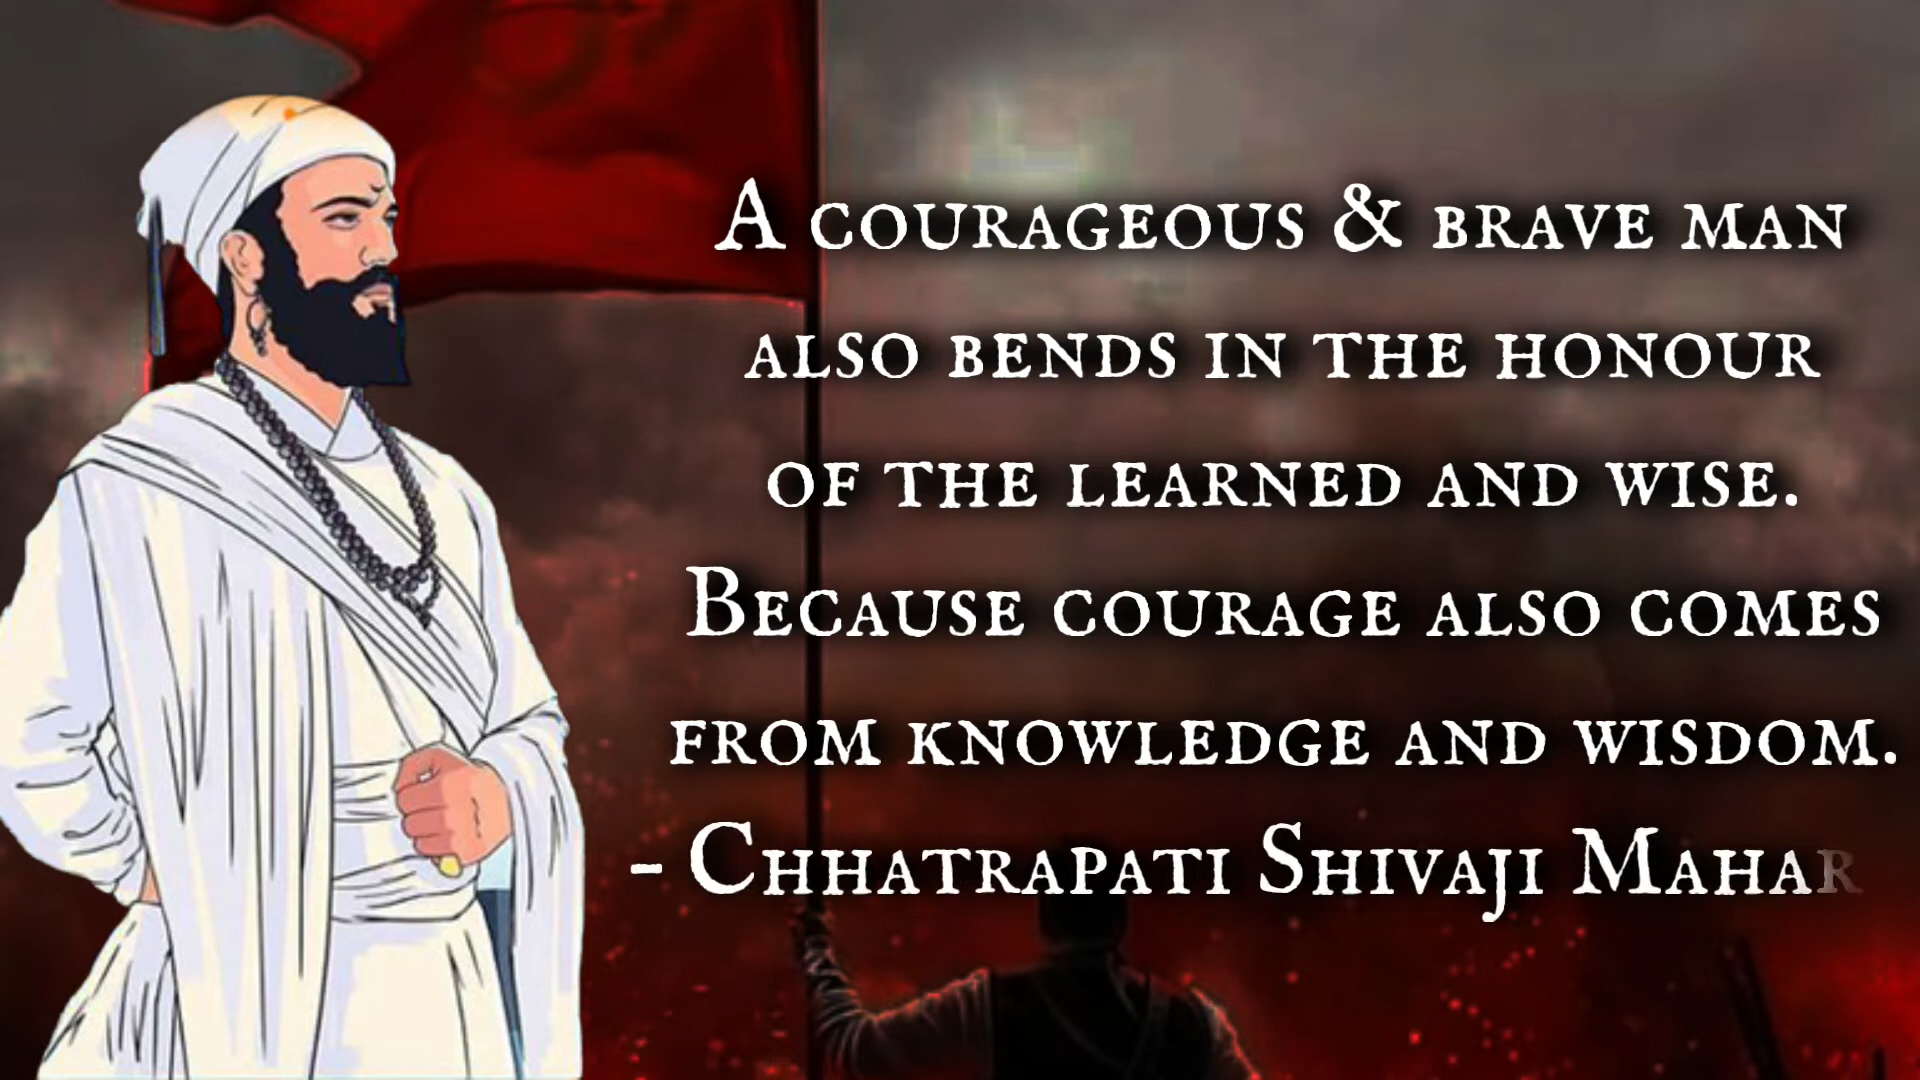 A courageous & brave man
also bends in the honour
of the learned and wise.
Because courage also comes
from knowledge and wisdom.
- Chhatrapati Shivaji Mahar